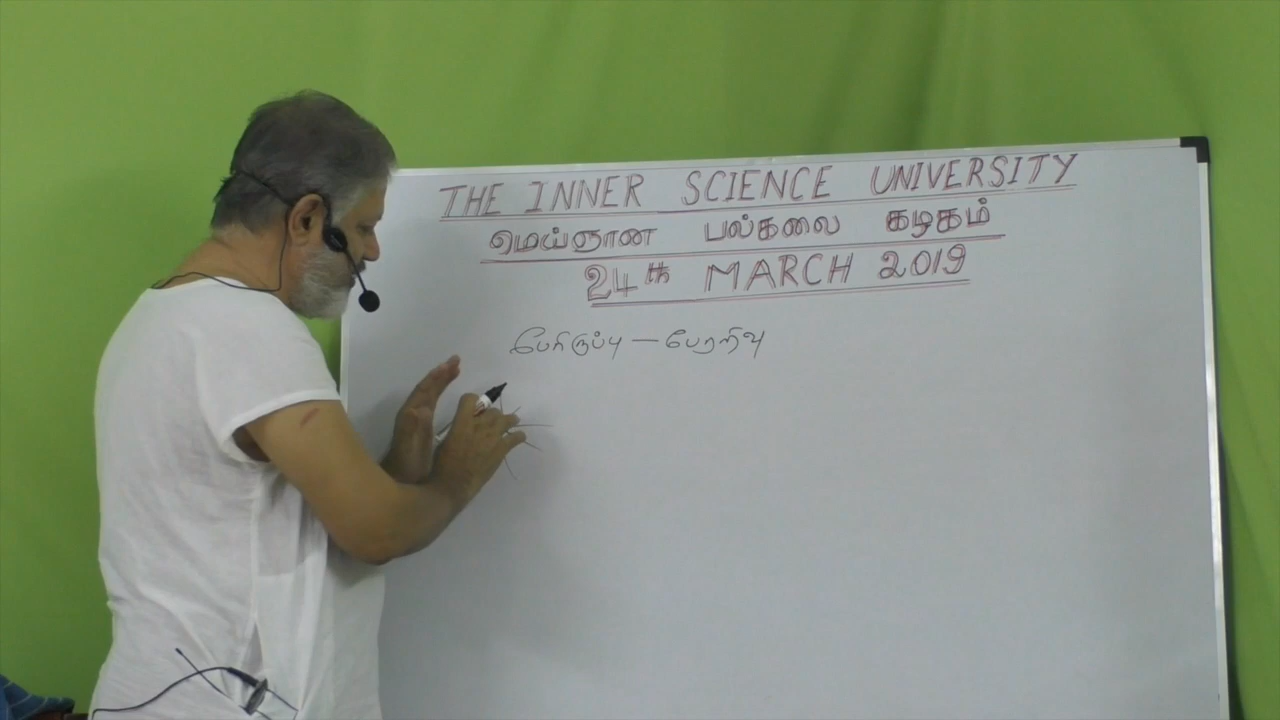 THE INNER SCIENCE UNIVERSITY
மெய்ஞான பல்கலை கழகம்
24th MARCH 2019
பேரிருப்பு — பேரறிவு